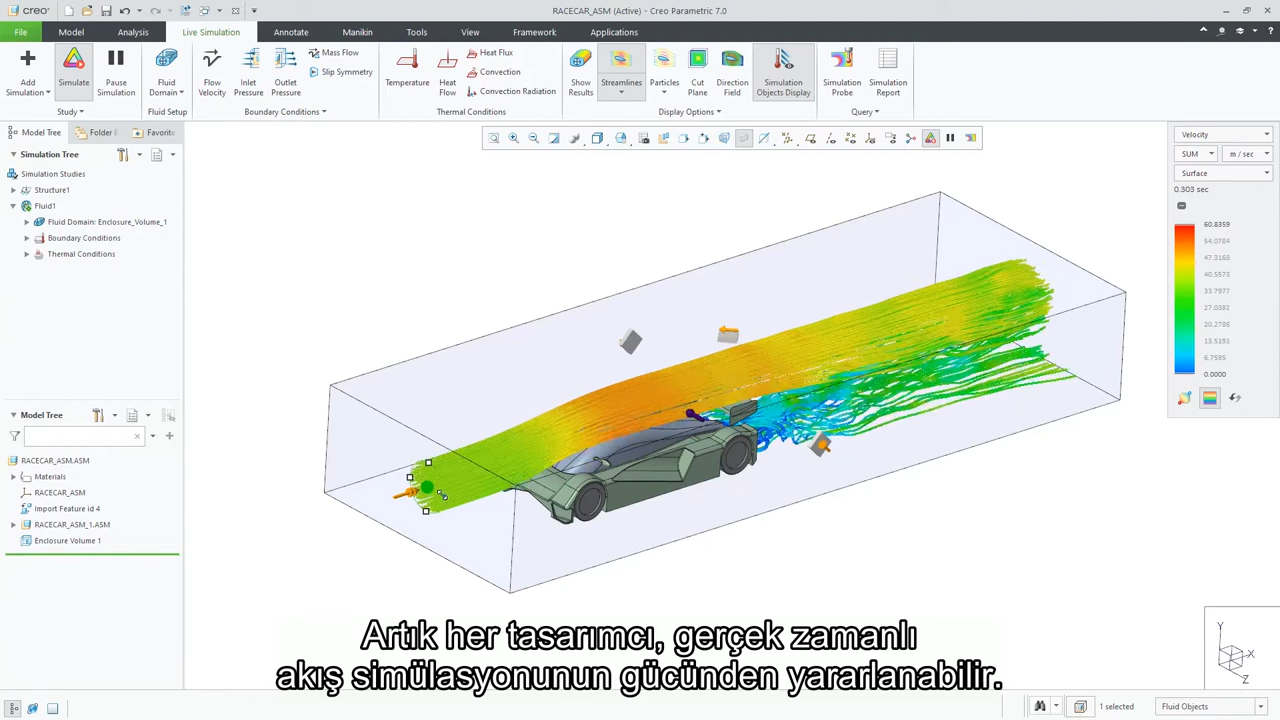 creo
RACECAR_ASM (Active) - Creo Parametric 7.0
File Model Analysis Live Simulation Annotate Manikin Tools View Framework Applications
Add Simulation
Simulate
Pause Simulation
Fluid Domain
Flow Velocity
Inlet Pressure
Outlet Pressure
Mass Flow
Slip Symmetry
Temperature
Heat Flow
Heat Flux
Convection
Convection Radiation
Show Results
Streamlines
Particles
Cut Plane
Direction Field
Simulation Objects Display
Simulation Probe
Simulation Report
Study Fluid Setup Boundary Conditions Thermal Conditions Display Options Query
Model Tree Folder Favorite
Simulation Tree
Simulation Studies
Structure1
Fluid1
Fluid Domain: Enclosure_Volume_1
Boundary Conditions
Thermal Conditions
Model Tree
RACECAR_ASM.ASM
Materials
RACECAR_ASM
Import Feature id 4
RACECAR_ASM_1.ASM
Enclosure Volume 1
Velocity
SUM m / sec
Surface
0.303 sec
60.8359
54.0784
47.3168
40.5573
33.7977
27.0382
20.2786
13.5191
6.7595
0.0000
Artık her tasarımcı, gerçek zamanlı
akış simülasyonunun gücünden yararlanabilir.
Y
X
Z
1 selected Fluid Objects